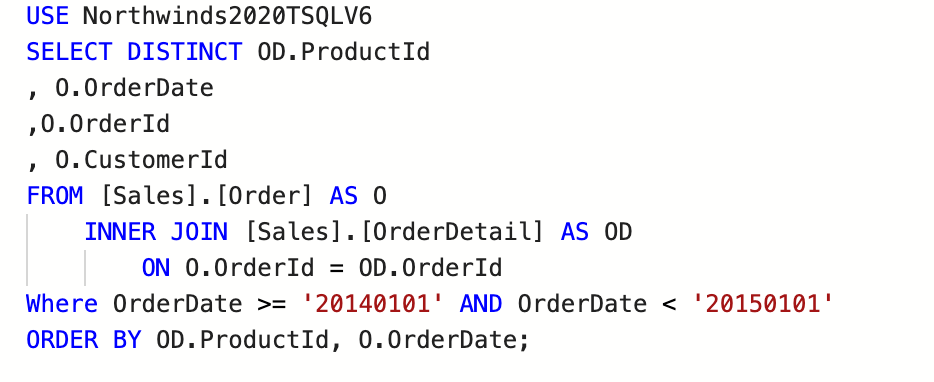 USE Northwinds2020TSQLV6
SELECT DISTINCT OD.ProductId
, O.OrderDate
,O.OrderId
, O.CustomerId
FROM [Sales].[Order] AS O
INNER JOIN [Sales].[OrderDetail] AS OD
ON O.OrderId = OD.OrderId
Where OrderDate >= '20140101' AND OrderDate < '20150101'
ORDER BY OD.ProductId, O.OrderDate;